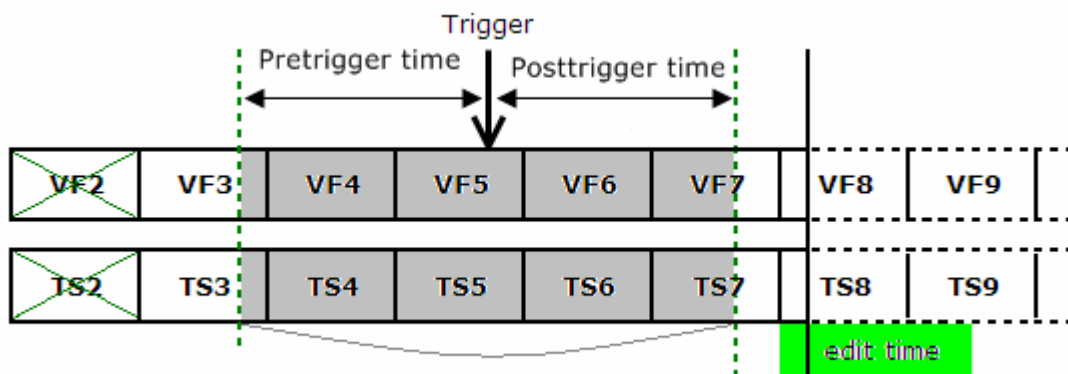 Trigger
Pretrigger time Posttrigger time
VF2 VF3 VF4 VF5 VF6 VF7 VF8 VF9
TS2 TS3 TS4 TS5 TS6 TS7 TS8 TS9
edit time